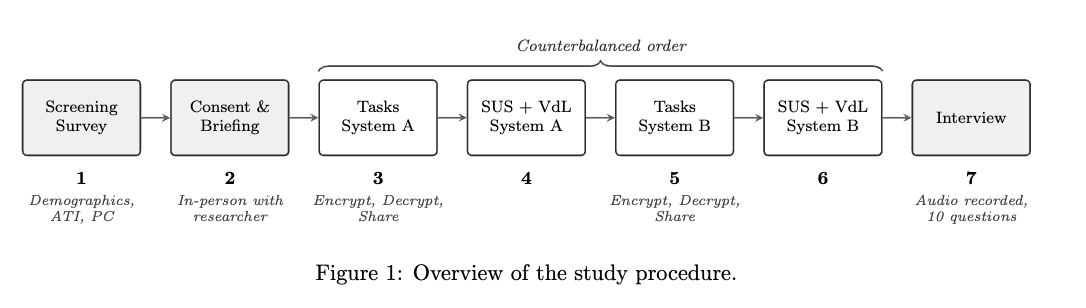 Counterbalanced order
Screening
Survey
Consent &
Briefing
Tasks
System A
SUS + VdL
System A
Tasks
System B
SUS + VdL
System B
Interview
1
2
3
4
5
6
7
Demographics,
ATI, PC
In-person with
researcher
Encrypt, Decrypt,
Share
Encrypt, Decrypt,
Share
Audio recorded,
10 questions
Figure 1: Overview of the study procedure.